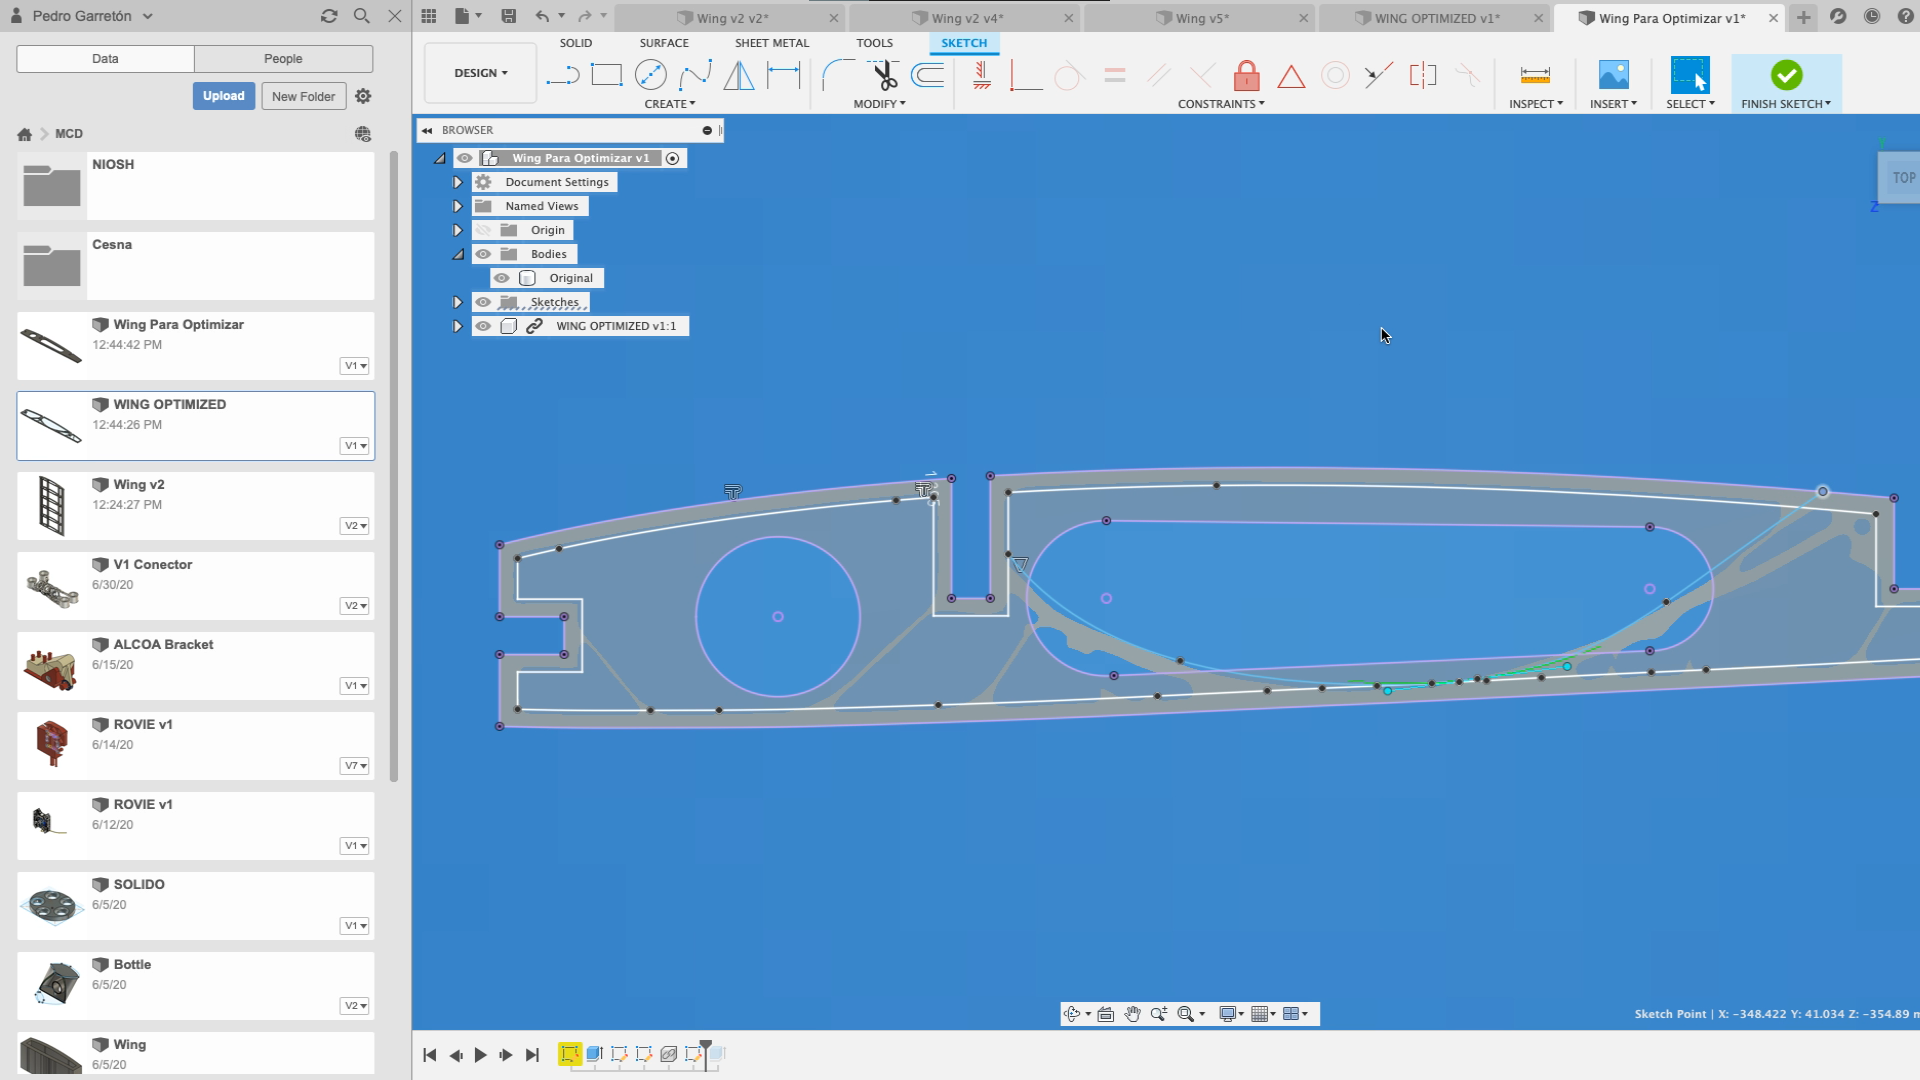 Pedro Garretón
Wing v2 v2*
Wing v2 v4*
Wing v5*
WING OPTIMIZED v1*
Wing Para Optimizar v1*
Data
People
SOLID
SURFACE
SHEET METAL
TOOLS
SKETCH
DESIGN
Upload
New Folder
CREATE
MODIFY
CONSTRAINTS
INSPECT
INSERT
SELECT
FINISH SKETCH
MCD
BROWSER
NIOSH
Wing Para Optimizar v1
Document Settings
Named Views
Origin
Bodies
Original
Sketches
WING OPTIMIZED v1:1
TOP
Z
Cesna
Wing Para Optimizar
12:44:42 PM
V1
WING OPTIMIZED
12:44:26 PM
V1
Wing v2
12:24:27 PM
V2
V1 Conector
6/30/20
V2
ALCOA Bracket
6/15/20
V1
ROVIE v1
6/14/20
V7
ROVIE v1
6/12/20
V1
SOLIDO
6/5/20
V1
Bottle
6/5/20
V2
Wing
6/5/20
Sketch Point | X: -348.422 Y: 41.034 Z: -354.89 m